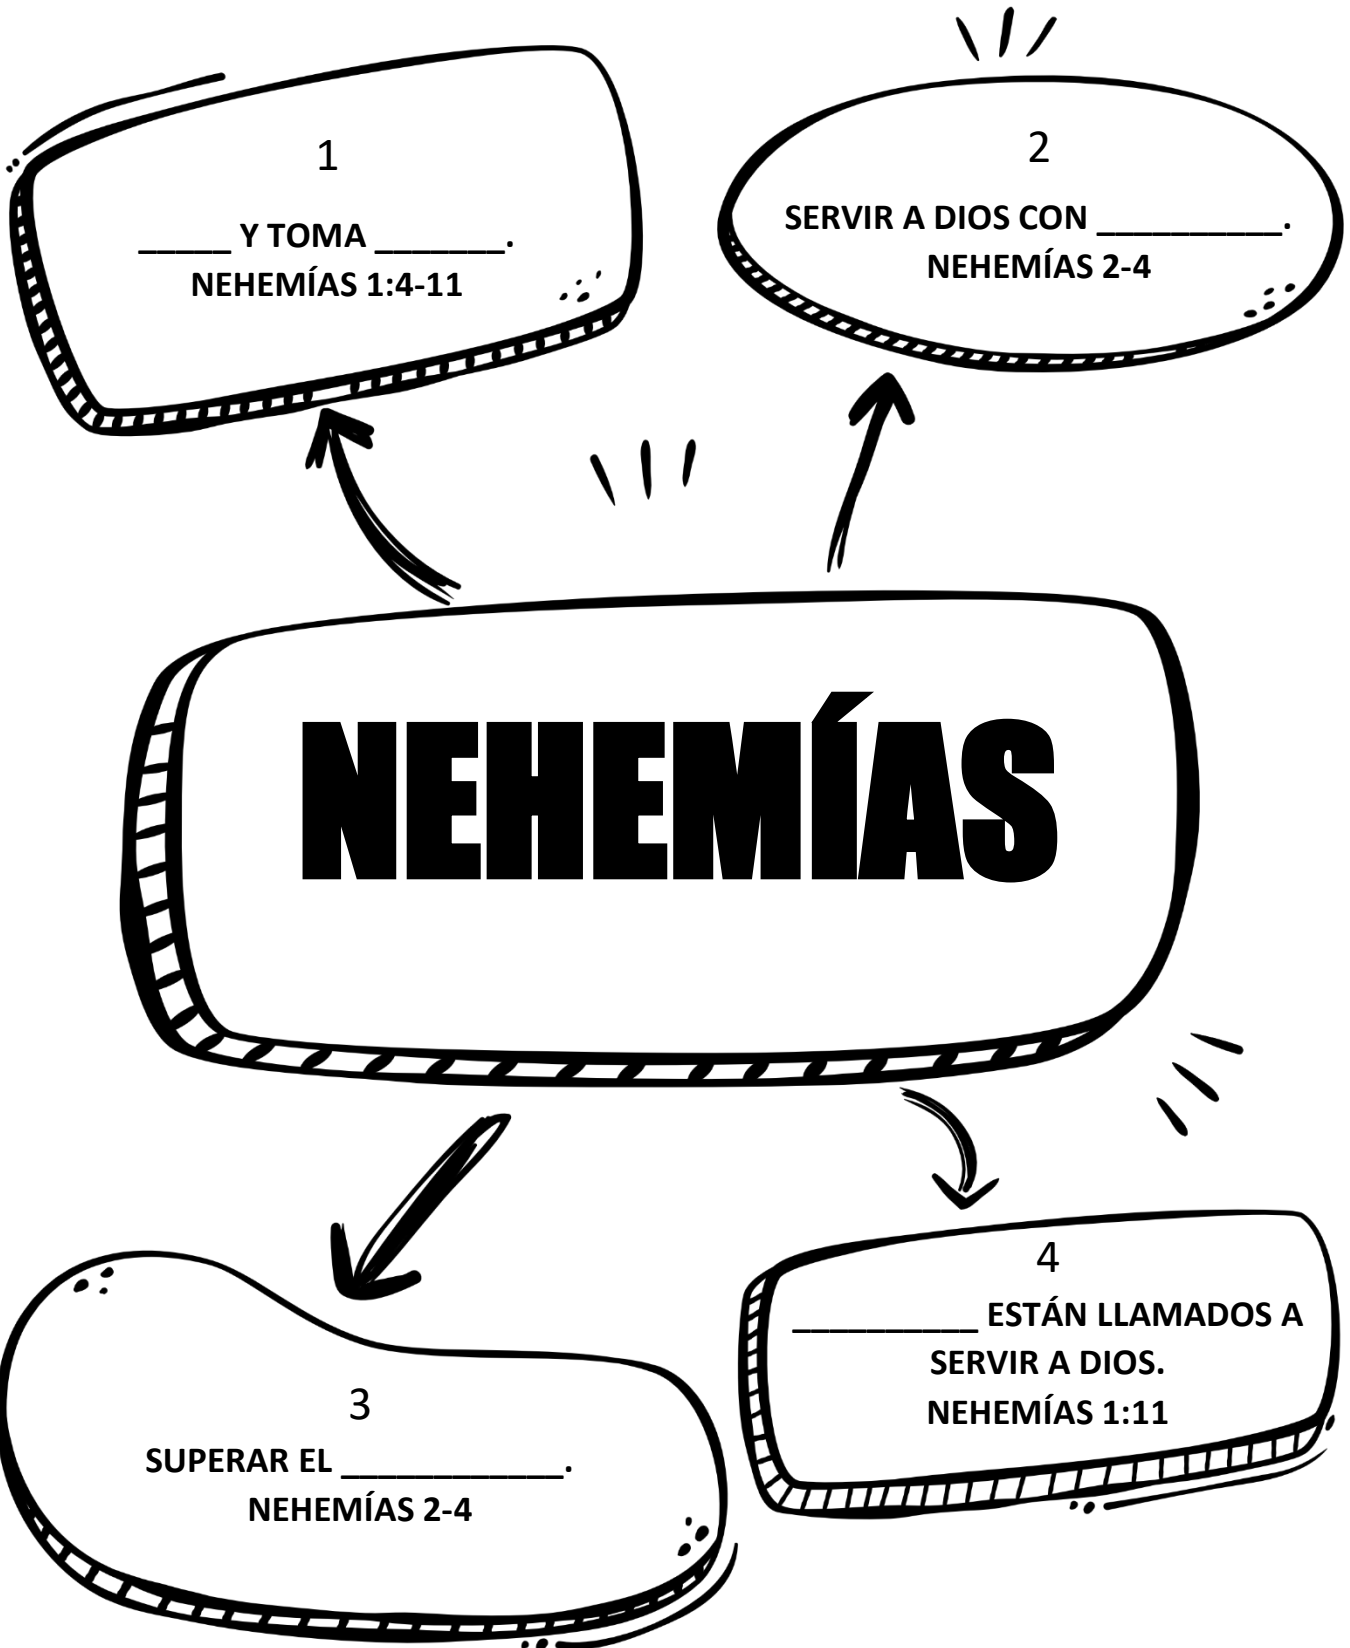 1
_____ Y TOMA _______.
NEHEMÍAS 1:4-11
2
SERVIR A DIOS CON __________.
NEHEMÍAS 2-4
NEHEMÍAS
3
SUPERAR EL ____________.
NEHEMÍAS 2-4
4
__________ ESTÁN LLAMADOS A
SERVIR A DIOS.
NEHEMÍAS 1:11